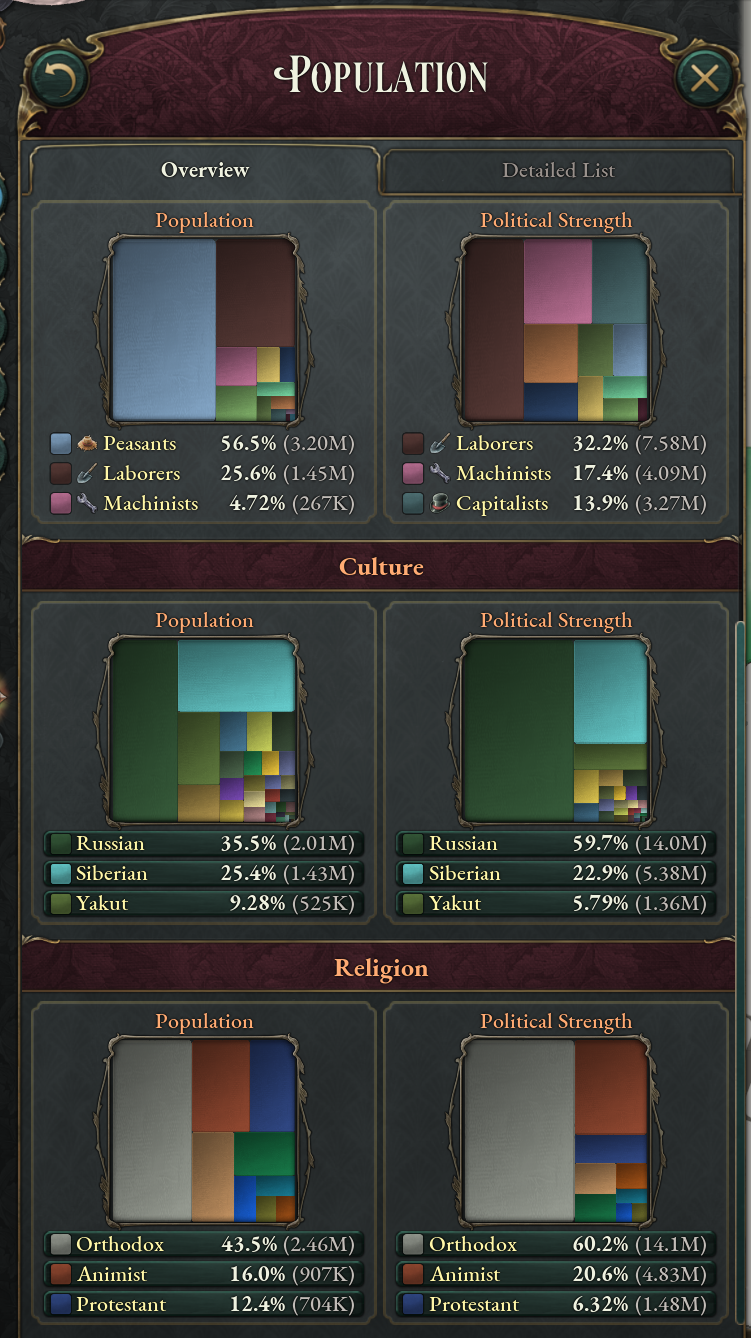 Population
Overview
Detailed List
Population
Political Strength
Peasants 56.5% (3.20M)
Laborers 25.6% (1.45M)
Machinists 4.72% (267K)
Laborers 32.2% (7.58M)
Machinists 17.4% (4.09M)
Capitalists 13.9% (3.27M)
Culture
Population
Political Strength
Russian 35.5% (2.01M)
Siberian 25.4% (1.43M)
Yakut 9.28% (525K)
Russian 59.7% (14.0M)
Siberian 22.9% (5.38M)
Yakut 5.79% (1.36M)
Religion
Population
Political Strength
Orthodox 43.5% (2.46M)
Animist 16.0% (907K)
Protestant 12.4% (704K)
Orthodox 60.2% (14.1M)
Animist 20.6% (4.83M)
Protestant 6.32% (1.48M)